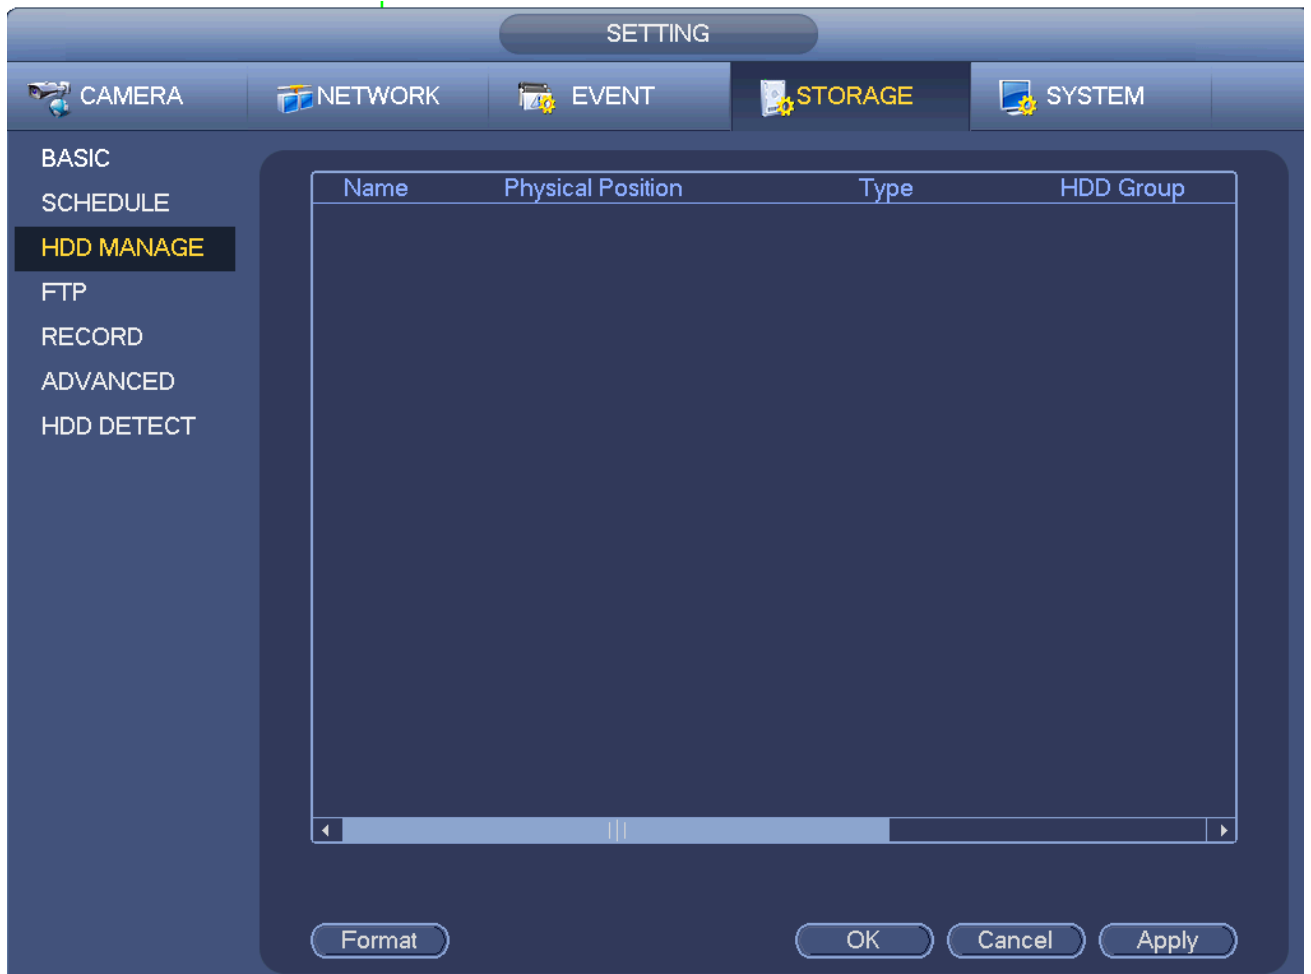 SETTING
CAMERA NETWORK EVENT STORAGE SYSTEM
BASIC
SCHEDULE
HDD MANAGE
FTP
RECORD
ADVANCED
HDD DETECT
Name Physical Position Type HDD Group
Format OK Cancel Apply